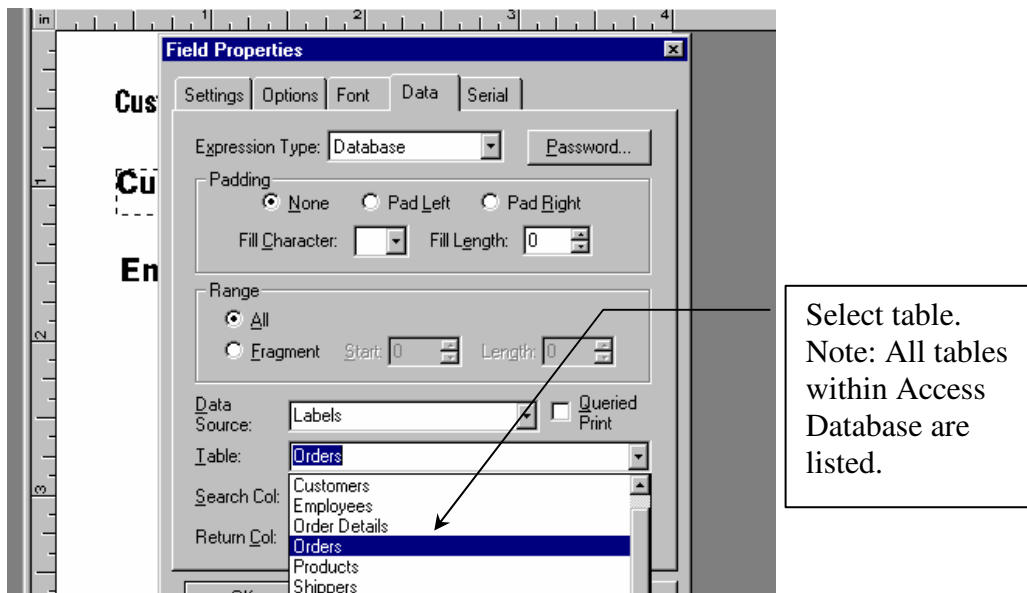 in 1 2 3 4
Field Properties
Settings Options Font Data Serial
Cus
Expression Type: Database Password...
1
Cu
Padding
None Pad Left Pad Right
Fill Character: Fill Length: 0
En
Range
All
2
Fragment Start: 0 Length: 0
Data Source: Labels Queried Print
Table: Orders
3
Search Col: Customers
Employees
Order Details
Return Col: Orders
Products
Shippers
Select table.
Note: All tables
within Access
Database are
listed.